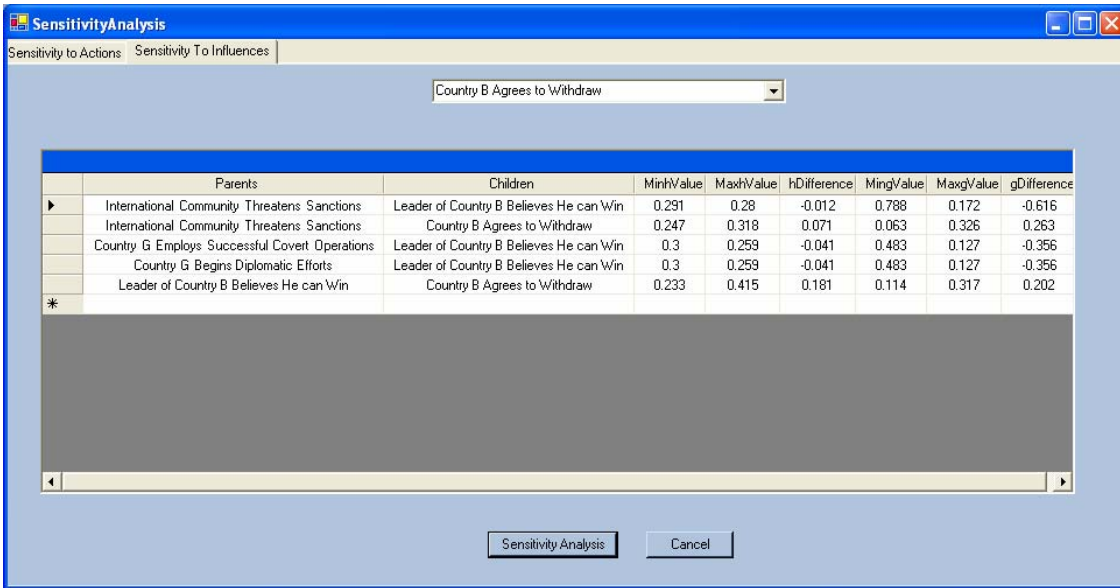 SensitivityAnalysis
Sensitivity to Actions Sensitivity To Influences
Country B Agrees to Withdraw
Parents Children MinhValue MaxhValue hDifference MingValue MaxgValue gDifference
International Community Threatens Sanctions Leader of Country B Believes He can Win 0.291 0.28 -0.012 0.788 0.172 -0.616
International Community Threatens Sanctions Country B Agrees to Withdraw 0.247 0.318 0.071 0.063 0.326 0.263
Country G Employs Successful Covert Operations Leader of Country B Believes He can Win 0.3 0.259 -0.041 0.483 0.127 -0.356
Country G Begins Diplomatic Efforts Leader of Country B Believes He can Win 0.3 0.259 -0.041 0.483 0.127 -0.356
Leader of Country B Believes He can Win Country B Agrees to Withdraw 0.233 0.415 0.181 0.114 0.317 0.202
Sensitivity Analysis Cancel